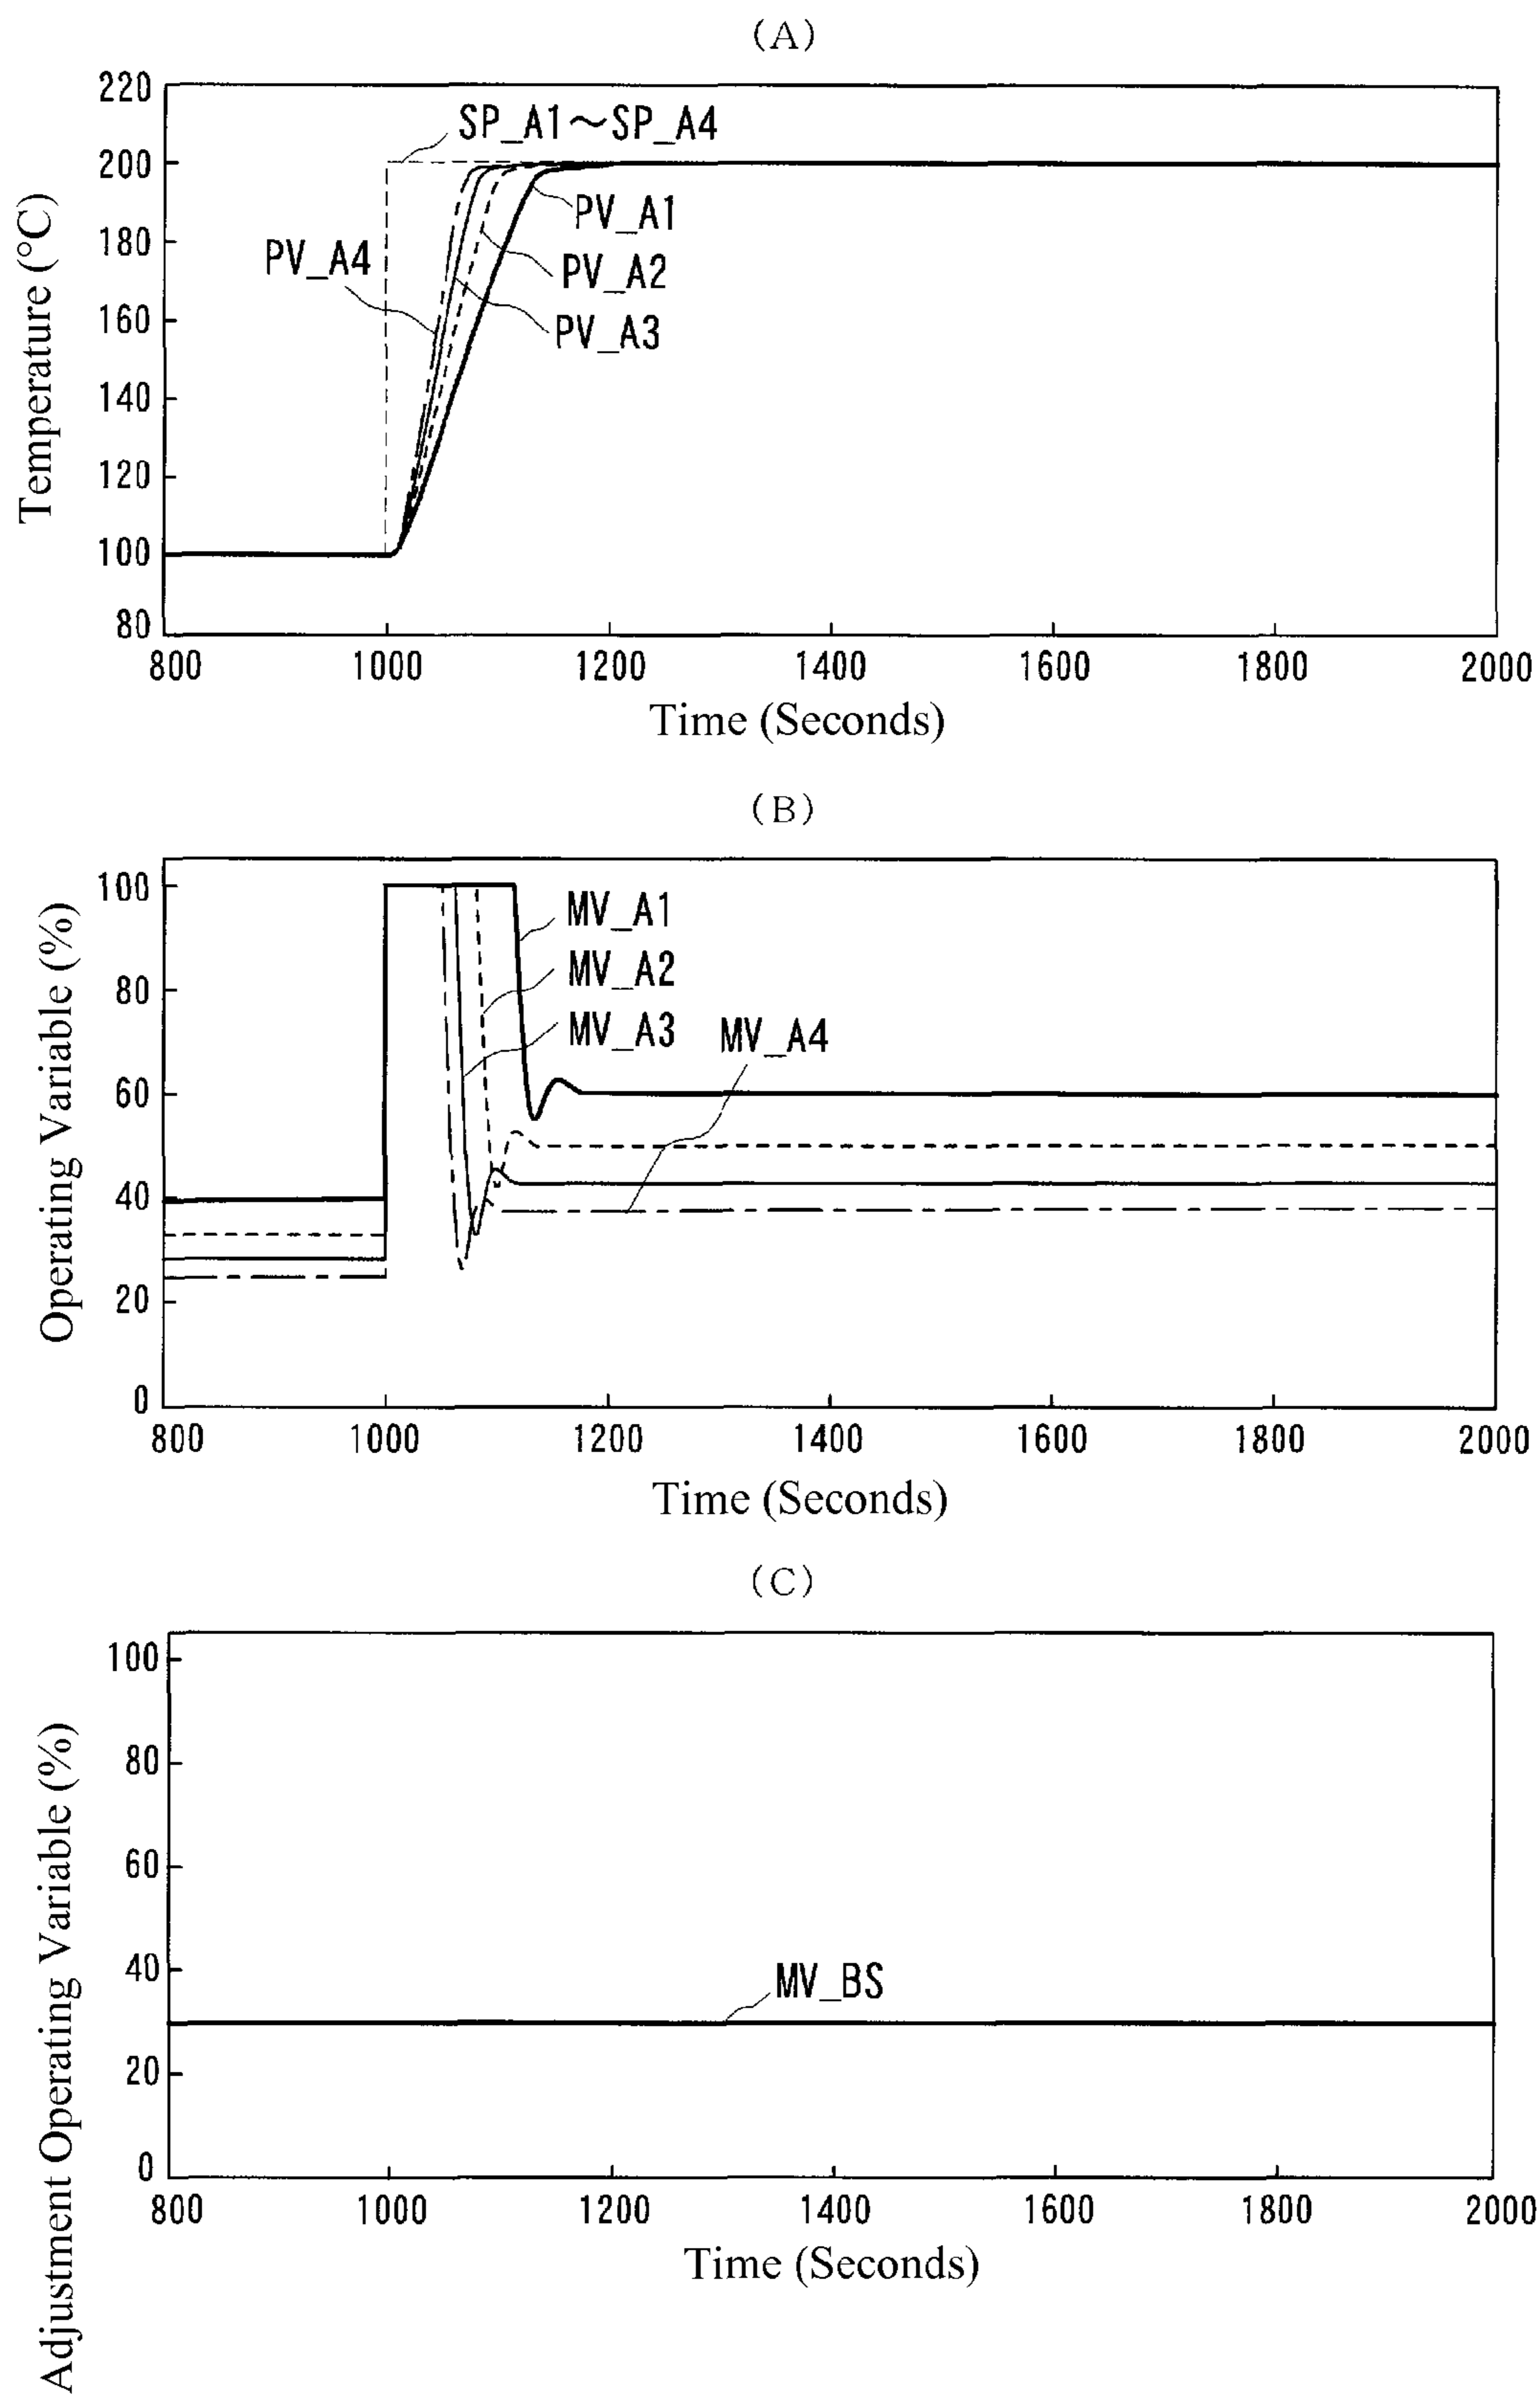 (A)
220
200
180
160
140
120
100
80
Temperature (°C)
SP_A1～SP_A4
PV_A4
PV_A1
PV_A2
PV_A3
800 1000 1200 1400 1600 1800 2000
Time (Seconds)
(B)
100
80
60
40
20
0
Operating Variable (%)
MV_A1
MV_A2
MV_A3
MV_A4
800 1000 1200 1400 1600 1800 2000
Time (Seconds)
(C)
100
80
60
40
20
0
Adjustment Operating Variable (%)
MV_BS
800 1000 1200 1400 1600 1800 2000
Time (Seconds)